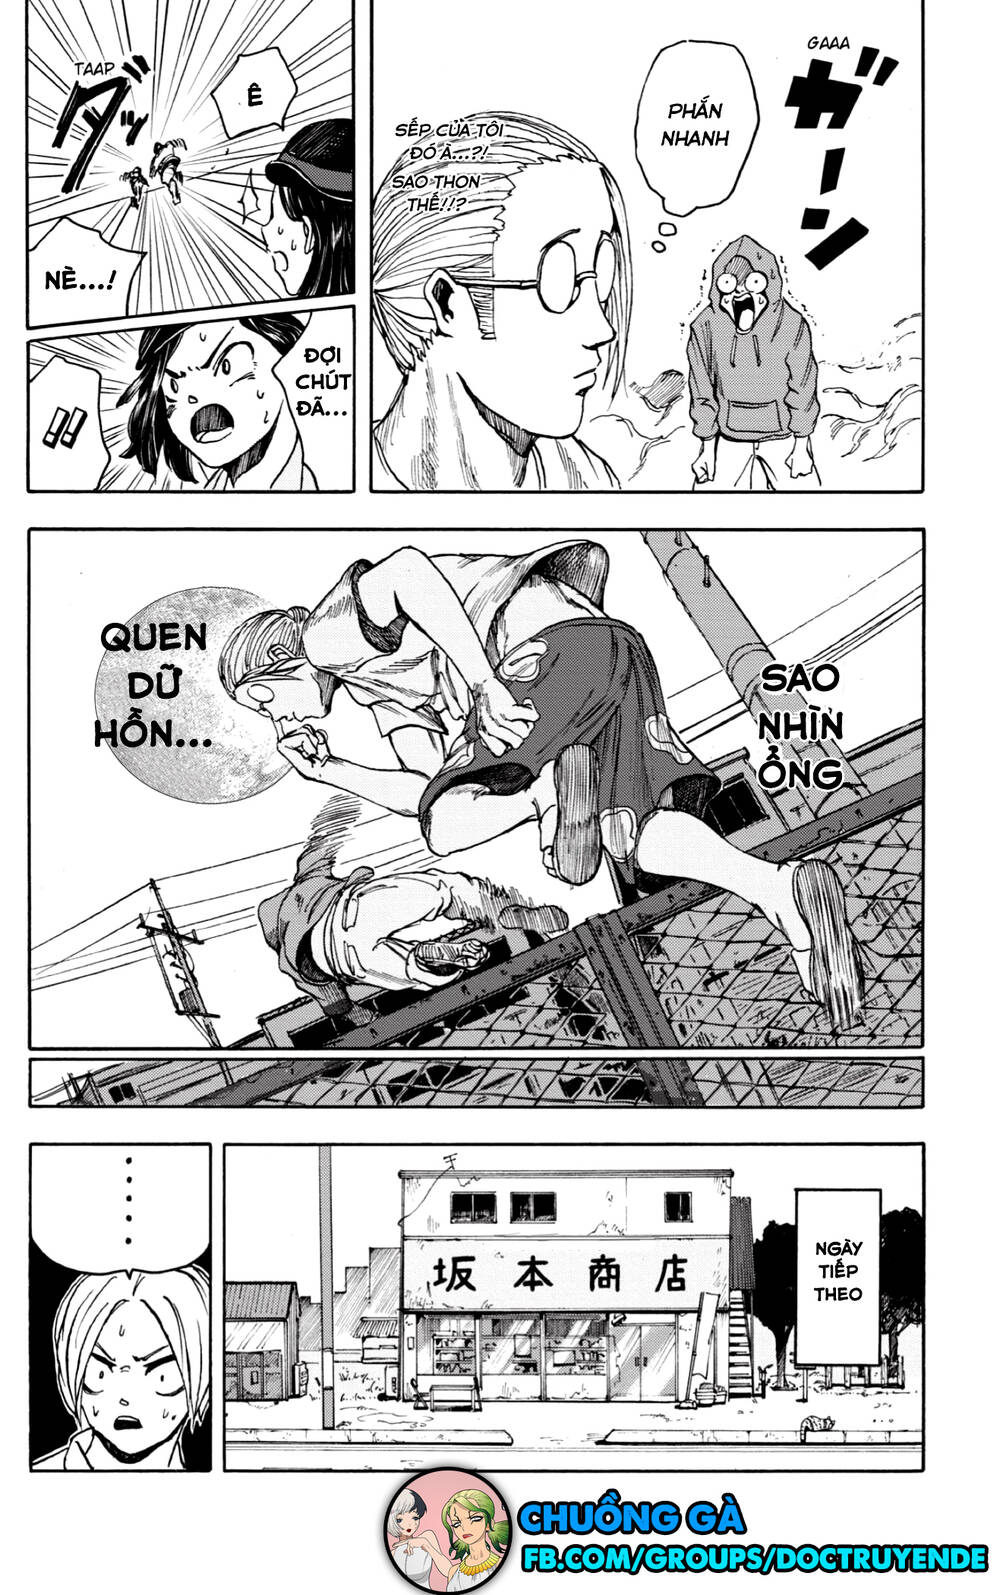 GAAA
ガーン
PHẮN
NHANH
SẾP CỦA TÔI
ĐÓ À...?!
SAO THON
THẾ!!?
TAAP
ダッ
Ê
NÈ...!
ĐỢI
CHÚT
ĐÃ...
!!
SAO
NHÌN
ỔNG
QUEN
DỮ
HỒN...
NGÀY
TIẾP
THEO
坂本商店
......
CHUỒNG GÀ
FB.COM/GROUPS/DOCTRUYENDE